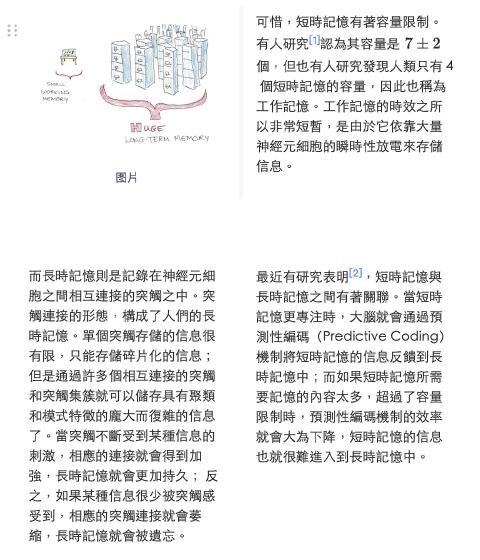 SMALL
WORKING
MEMORY
HUGE
LONG-TERM MEMORY
图片
可惜，短時記憶有著容量限制。
有人研究[1]認為其容量是 7 ± 2
個，但也有人研究發現人類只有 4
個短時記憶的容量，因此也稱為
工作記憶。工作記憶的時效之所
以非常短暫，是由於它依靠大量
神經元細胞的瞬時性放電來存儲
信息。
而長時記憶則是記錄在神經元細
胞之間相互連接的突觸之中。突
觸連接的形態，構成了人們的長
時記憶。單個突觸存儲的信息很
有限，只能存儲碎片化的信息；
但是通過許多個相互連接的突觸
和突觸集簇就可以儲存具有聚類
和模式特徵的龐大而復雜的信息
了。當突觸不斷受到某種信息的
刺激，相應的連接就會得到加
強，長時記憶就會更加持久； 反
之，如果某種信息很少被突觸感
受到，相應的突觸連接就會萎
縮，長時記憶就會被遺忘。
最近有研究表明[2]，短時記憶與
長時記憶之間有著關聯。當短時
記憶更專注時，大腦就會通過預
測性編碼（Predictive Coding）
機制將短時記憶的信息反饋到長
時記憶中；而如果短時記憶所需
要記憶的內容太多，超過了容量
限制時，預測性編碼機制的效率
就會大為下降，短時記憶的信息
也就很難進入到長時記憶中。